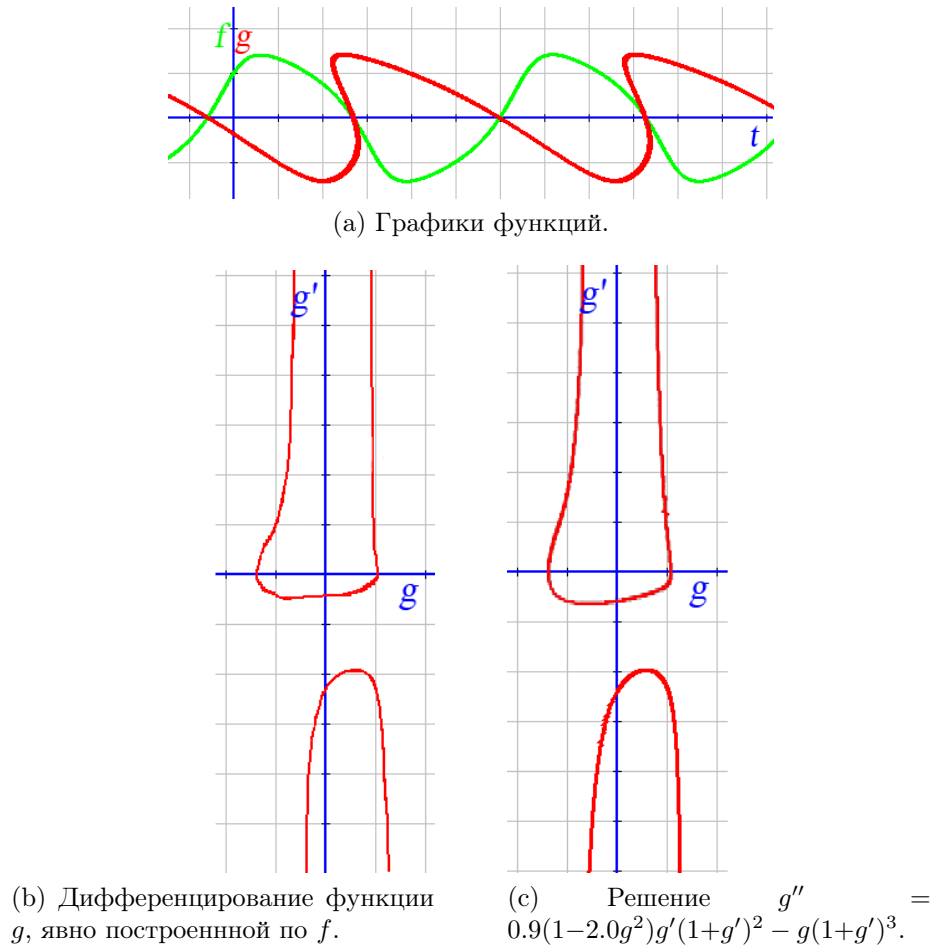 f g
t
(a) Графики функций.
g'
g
g'
g
(b) Дифференцирование функции
g, явно построеннной по f.
(c) Решение g'' =
0.9(1−2.0g²)g'(1+g')² − g(1+g')³.